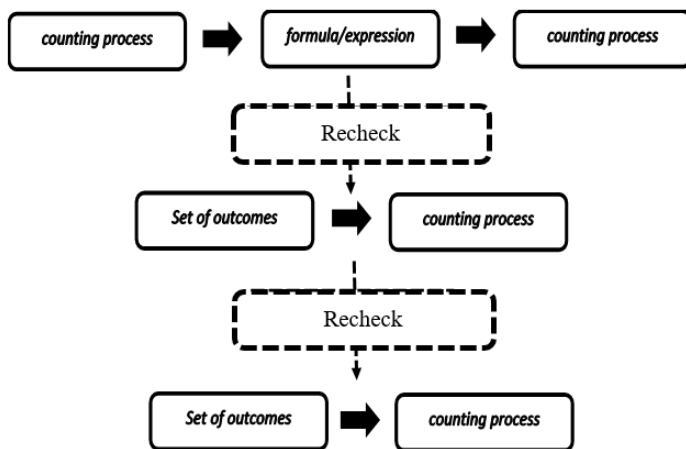 counting process
formula/expression
counting process
Recheck
Set of outcomes
counting process
Recheck
Set of outcomes
counting process